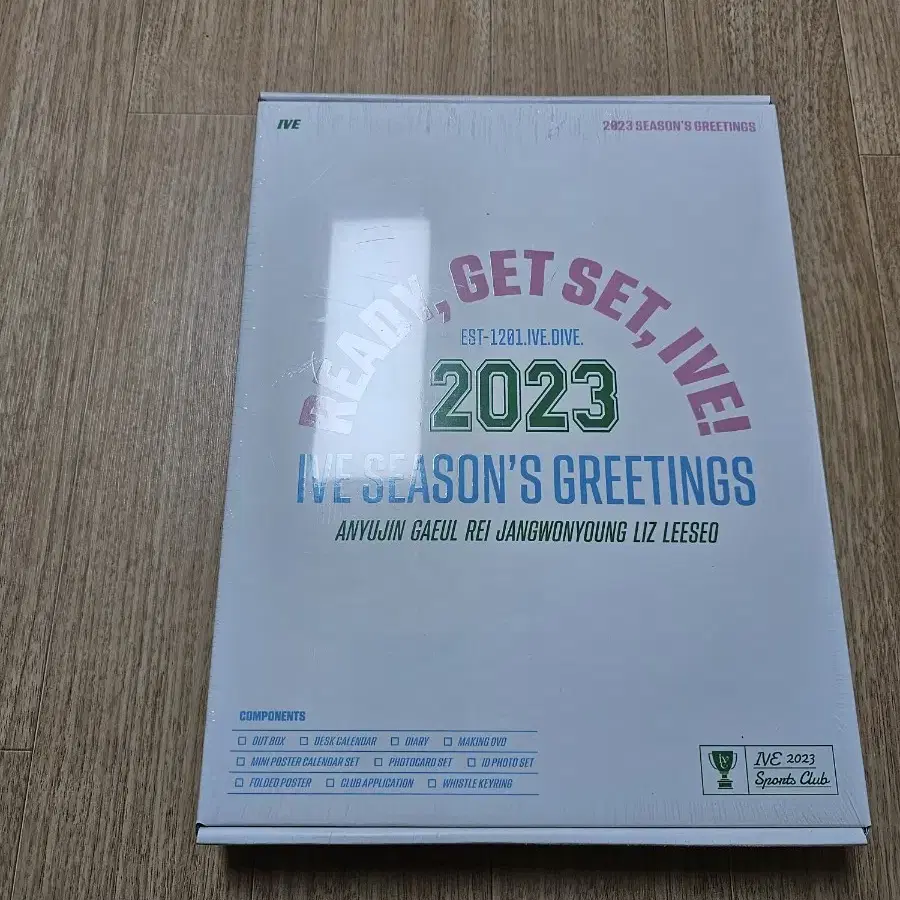 IVE
2023 SEASON'S GREETINGS
READY, GET SET, IVE!
EST-1201.IVE.DIVE.
2023
IVE SEASON'S GREETINGS
ANYUJIN GAEUL REI JANGWONYOUNG LIZ LEESEO
COMPONENTS
OUT BOX DESK CALENDAR DIARY MAKING DVD
MINI POSTER CALENDAR SET PHOTOCARD SET ID PHOTO SET
FOLDED POSTER CLUB APPLICATION WHISTLE KEYRING
IVE 2023
Sports Club